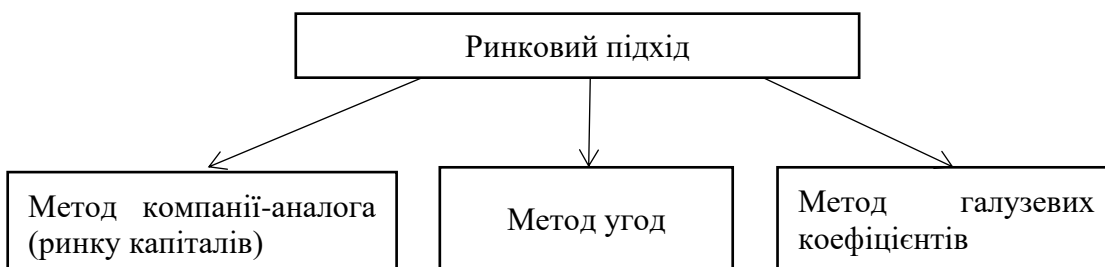 Ринковий підхід
Метод компанії-аналога
(ринку капіталів)
Метод угод
Метод галузевих
коефіцієнтів